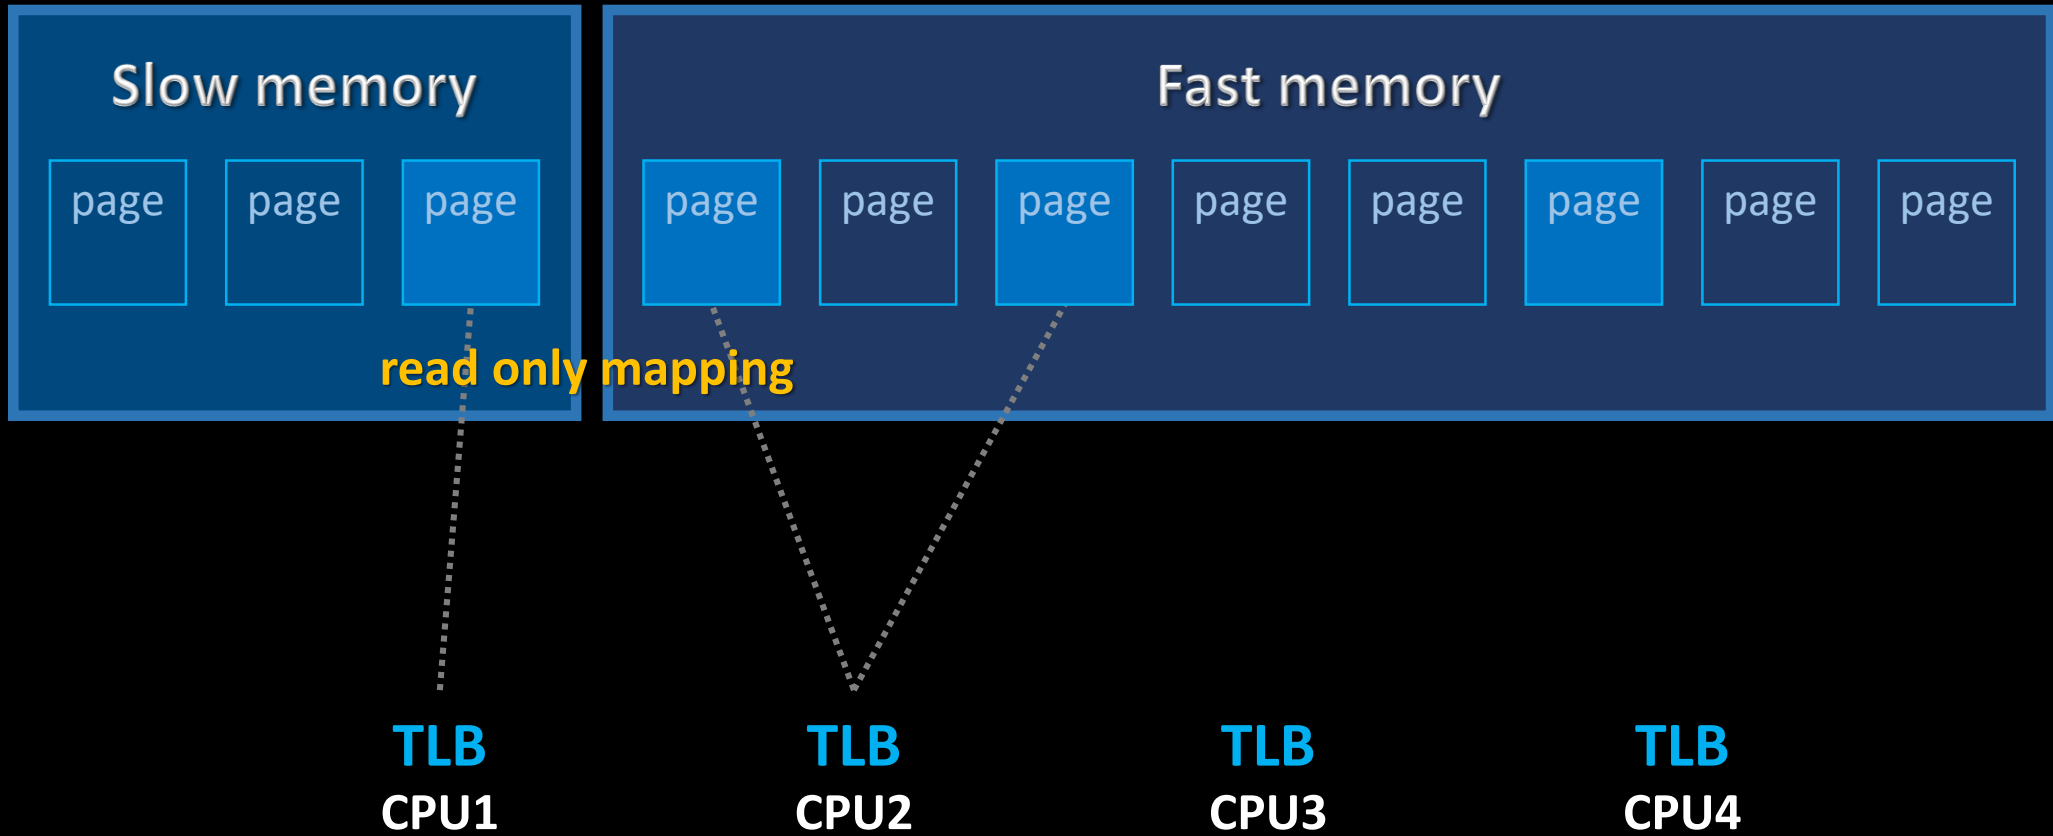 Slow memory
Fast memory
page page page page page page page page page page page
read only mapping
TLB TLB TLB TLB
CPU1 CPU2 CPU3 CPU4